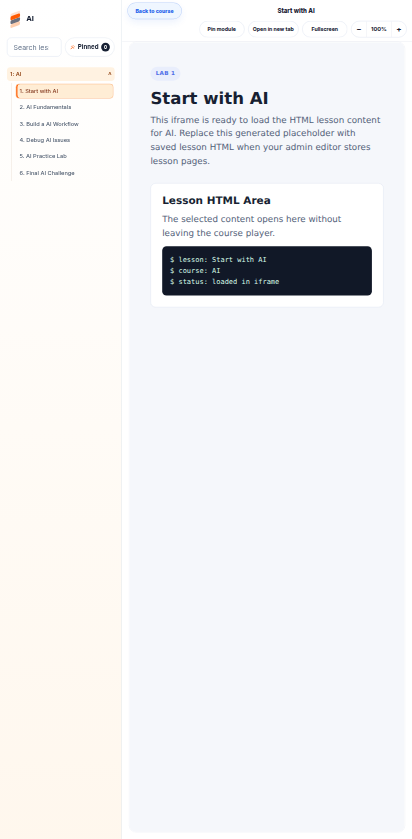 AI
Search les
Pinned 0
1: AI
1. Start with AI
2. AI Fundamentals
3. Build a AI Workflow
4. Debug AI Issues
5. AI Practice Lab
6. Final AI Challenge
Back to course
Start with AI
Pin module
Open in new tab
Fullscreen
− 100% +
LAB 1
Start with AI
This iframe is ready to load the HTML lesson content
for AI. Replace this generated placeholder with
saved lesson HTML when your admin editor stores
lesson pages.
Lesson HTML Area
The selected content opens here without
leaving the course player.
$ lesson: Start with AI
$ course: AI
$ status: loaded in iframe